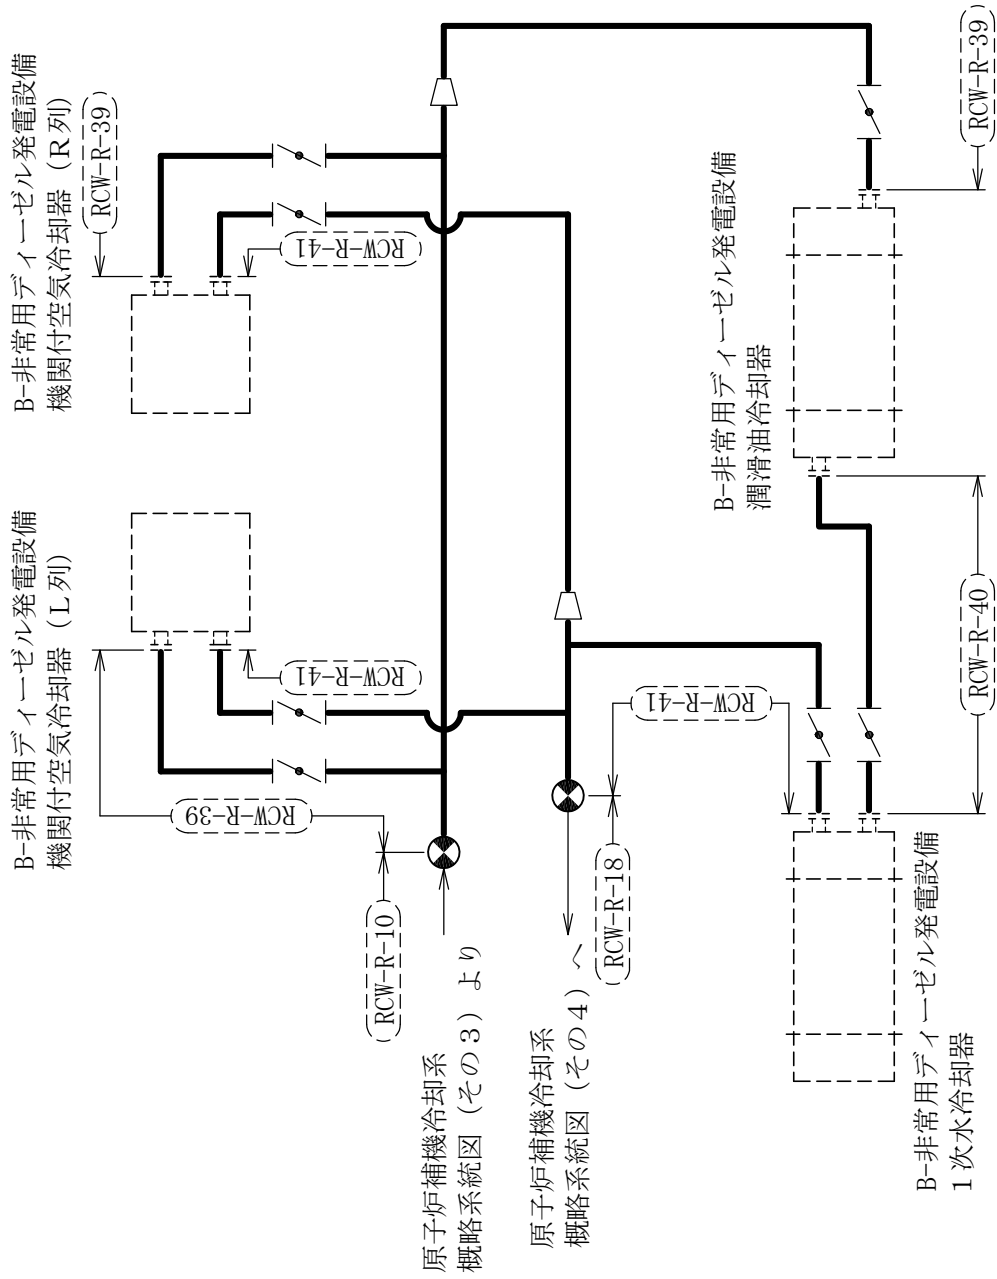 B-非常用ディーゼル発電設備
機関付空気冷却器（L列）
B-非常用ディーゼル発電設備
機関付空気冷却器（R列）
RCW-R-39
RCW-R-39
RCW-R-41
RCW-R-41
RCW-R-10
原子炉補機冷却系
概略系統図（その３）より
原子炉補機冷却系
概略系統図（その４）へ
RCW-R-18
RCW-R-41
B-非常用ディーゼル発電設備
潤滑油冷却器
B-非常用ディーゼル発電設備
１次水冷却器
RCW-R-40
RCW-R-39